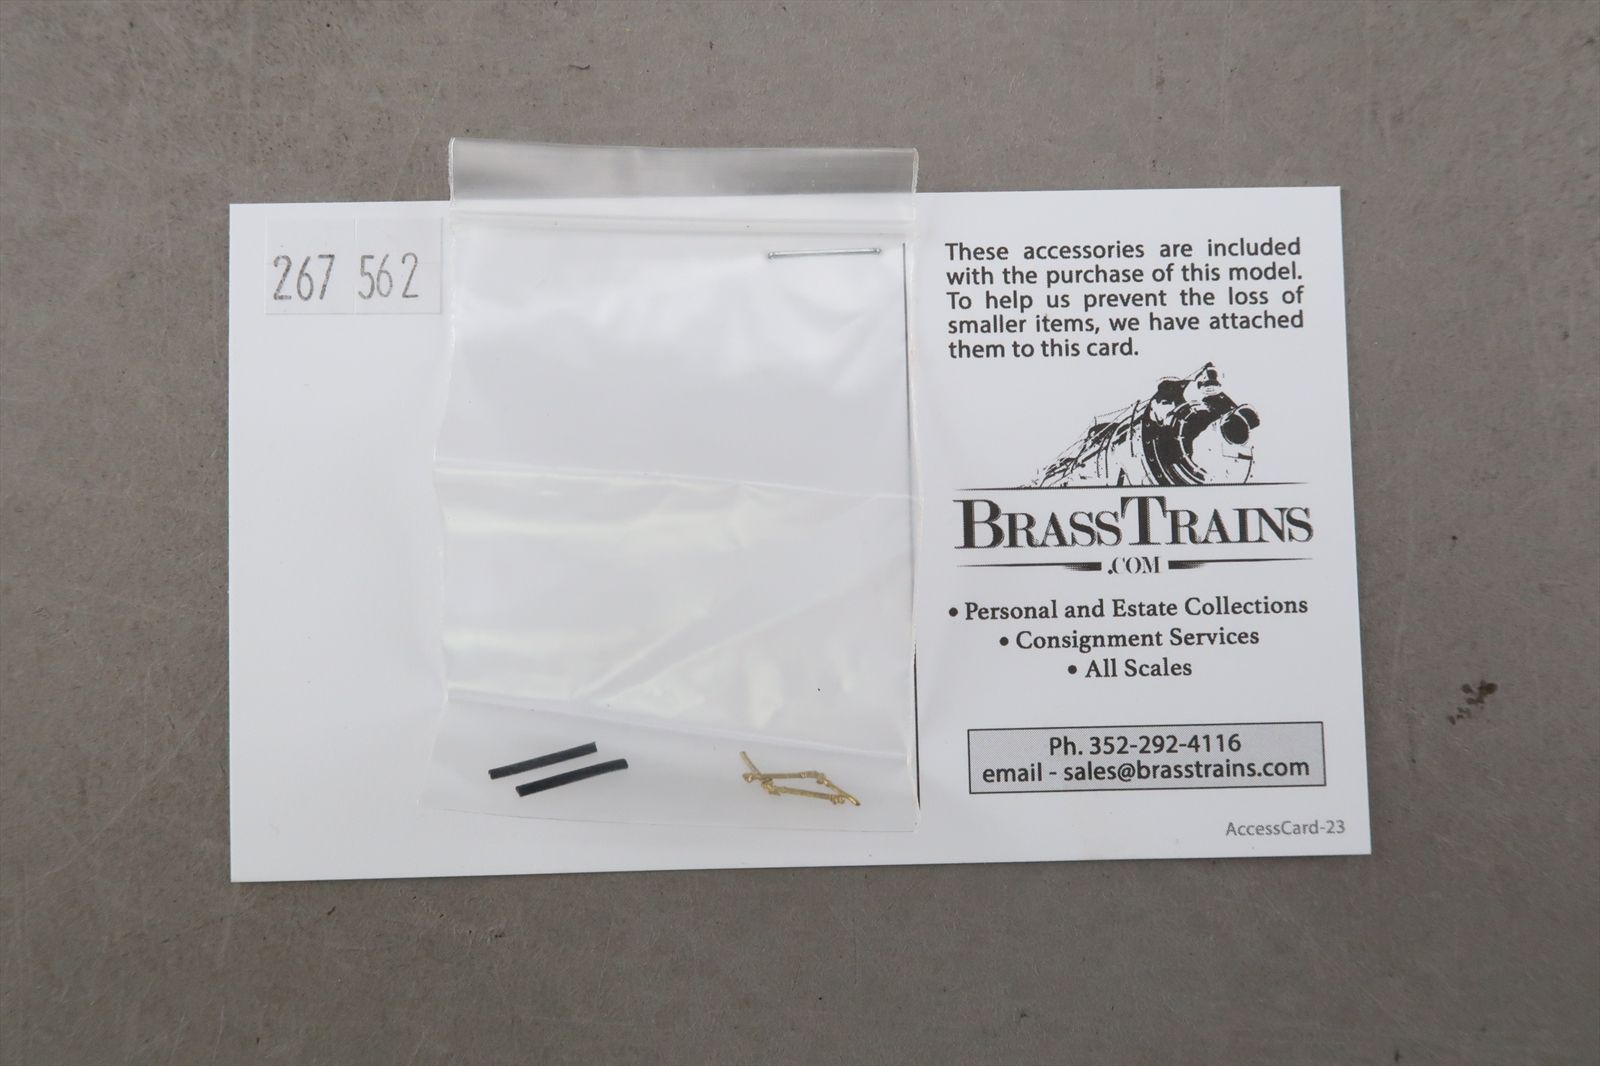 267 562
These accessories are included
with the purchase of this model.
To help us prevent the loss of
smaller items, we have attached
them to this card.
BRASSTRAINS
.COM
• Personal and Estate Collections
• Consignment Services
• All Scales
Ph. 352-292-4116
email - sales@brasstrains.com
AccessCard-23